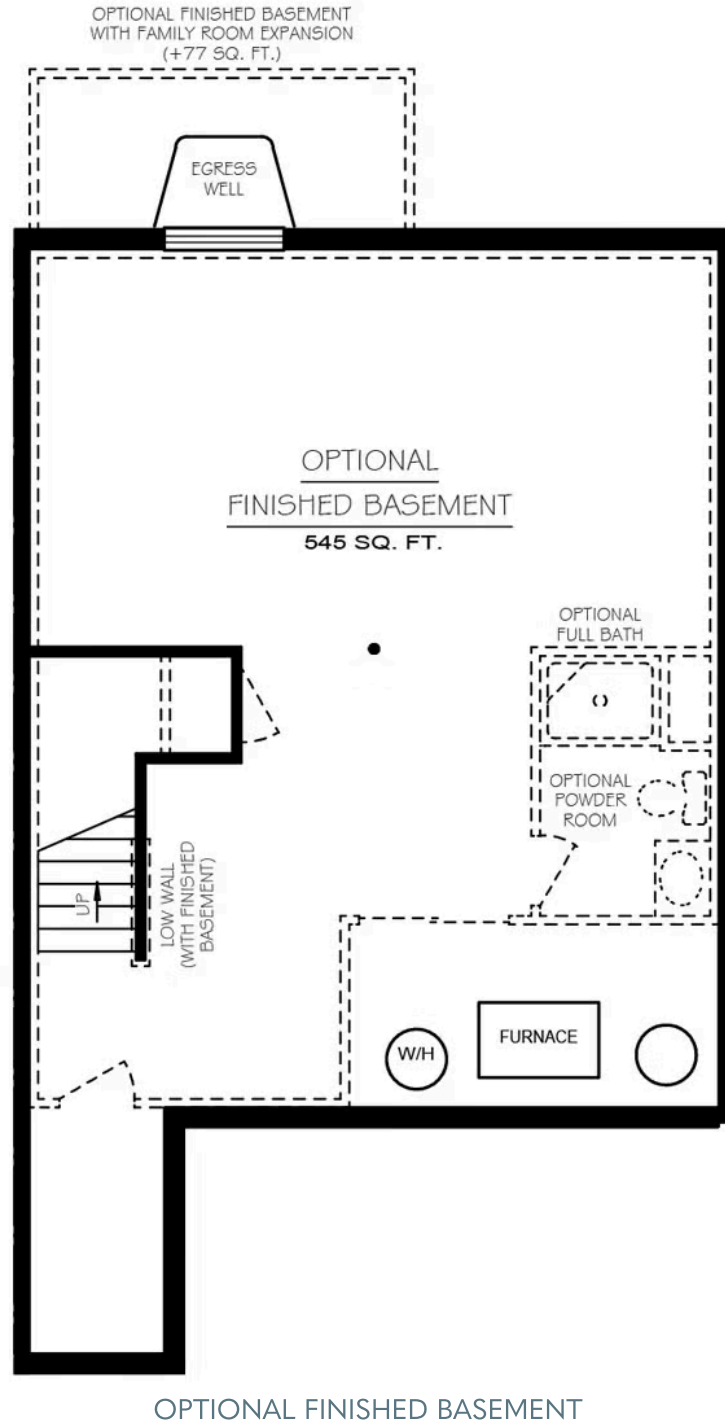 OPTIONAL FINISHED BASEMENT
WITH FAMILY ROOM EXPANSION
(+77 SQ. FT.)
EGRESS
WELL
OPTIONAL
FINISHED BASEMENT
545 SQ. FT.
OPTIONAL
FULL BATH
OPTIONAL
POWDER
ROOM
UP
LOW WALL
(WITH FINISHED
BASEMENT)
W/H
FURNACE
OPTIONAL FINISHED BASEMENT